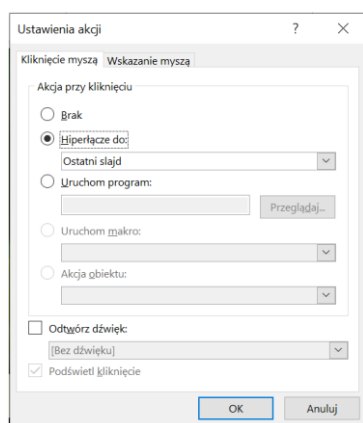 Ustawienia akcji
Kliknięcie myszą Wskazanie myszą
Akcja przy kliknięciu
Brak
Hiperłącze do:
Ostatni slajd
Uruchom program:
Przeglądaj...
Uruchom makro:
Akcja obiektu:
Odtwórz dźwięk:
[Bez dźwięku]
Podświetl kliknięcie
OK Anuluj